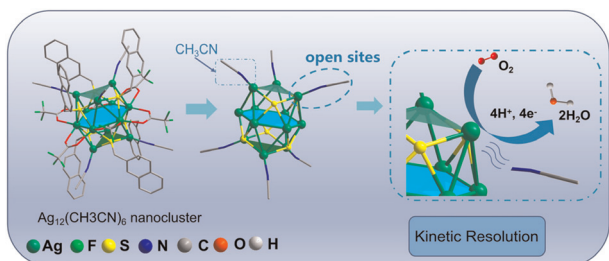 CH₃CN
open sites
O₂
4H⁺, 4e⁻
2H₂O
Ag₁₂(CH3CN)₆ nanocluster
Ag F S N C O H
Kinetic Resolution